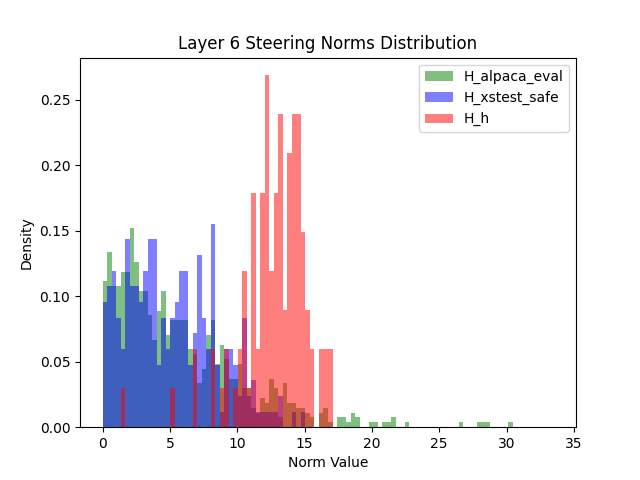 Layer 6 Steering Norms Distribution
H_alpaca_eval
H_xstest_safe
H_h
Density
0.25
0.20
0.15
0.10
0.05
0.00
0 5 10 15 20 25 30 35
Norm Value